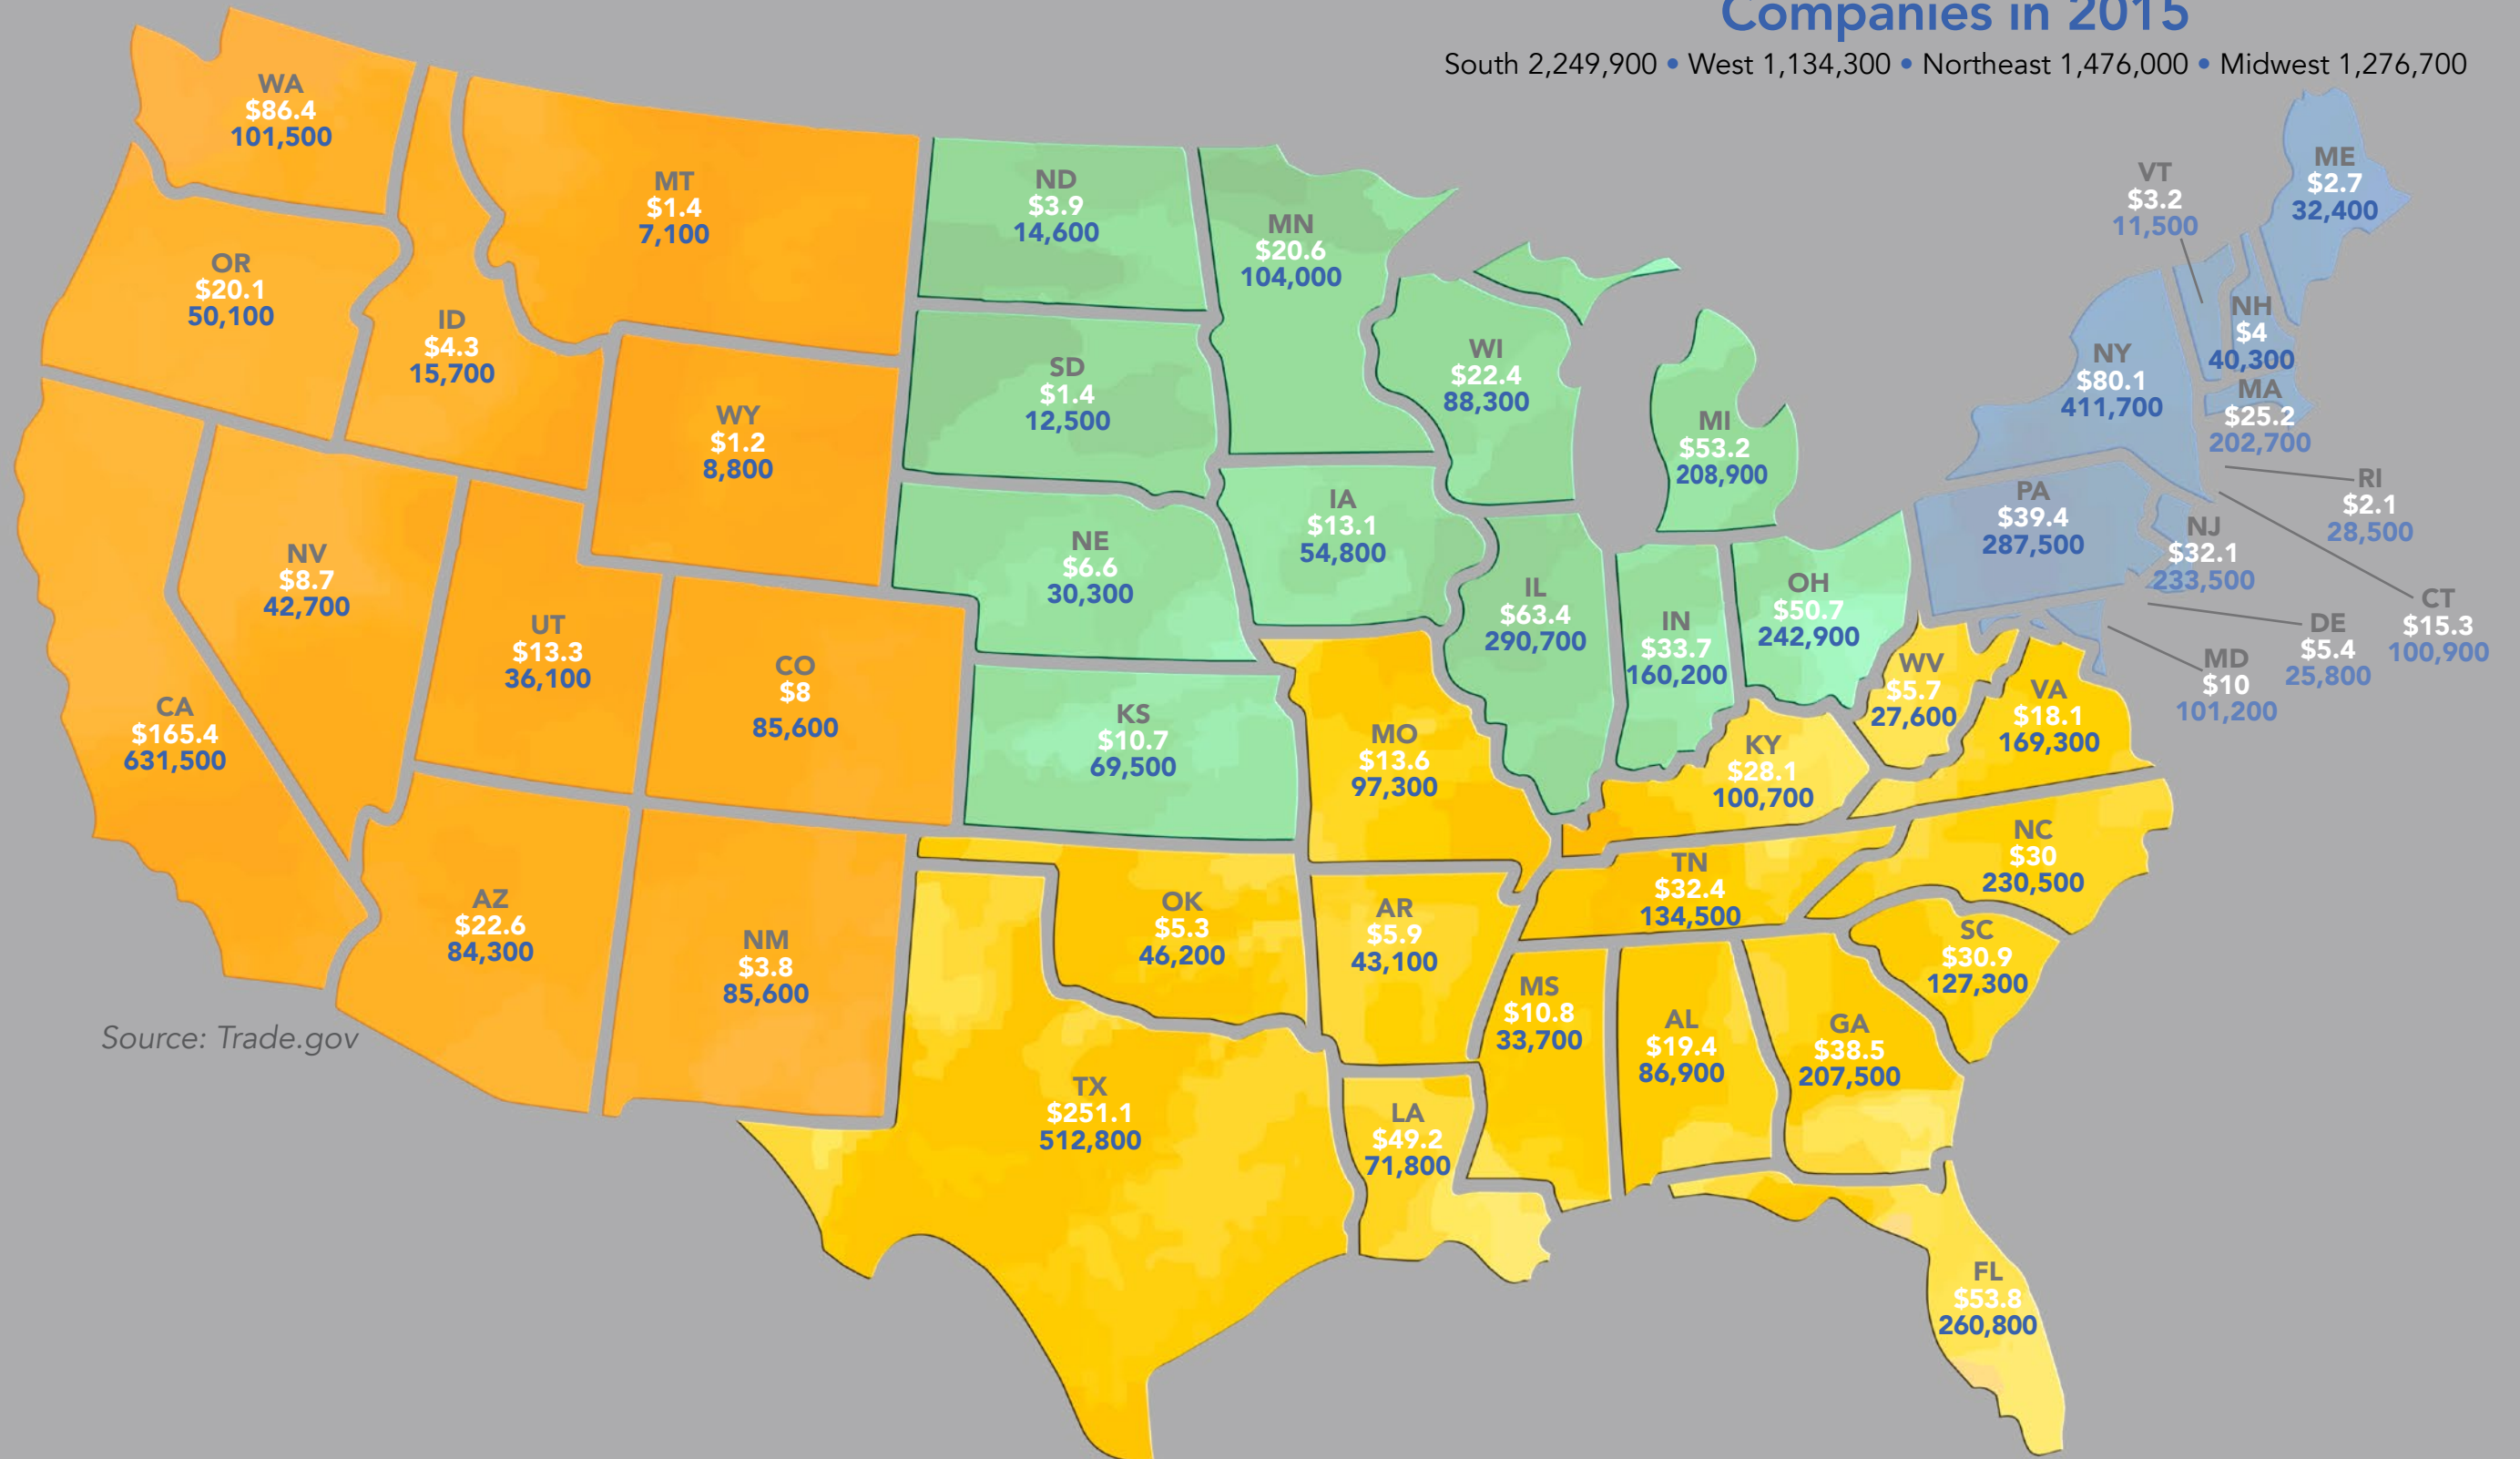 Companies in 2015
South 2,249,900 • West 1,134,300 • Northeast 1,476,000 • Midwest 1,276,700
WA
$86.4
101,500
OR
$20.1
50,100
ID
$4.3
15,700
MT
$1.4
7,100
WY
$1.2
8,800
NV
$8.7
42,700
UT
$13.3
36,100
CO
$8
85,600
CA
$165.4
631,500
AZ
$22.6
84,300
NM
$3.8
85,600
ND
$3.9
14,600
SD
$1.4
12,500
NE
$6.6
30,300
KS
$10.7
69,500
MN
$20.6
104,000
IA
$13.1
54,800
WI
$22.4
88,300
MI
$53.2
208,900
IL
$63.4
290,700
IN
$33.7
160,200
OH
$50.7
242,900
MO
$13.6
97,300
OK
$5.3
46,200
AR
$5.9
43,100
TX
$251.1
512,800
LA
$49.2
71,800
MS
$10.8
33,700
AL
$19.4
86,900
GA
$38.5
207,500
FL
$53.8
260,800
SC
$30.9
127,300
NC
$30
230,500
TN
$32.4
134,500
KY
$28.1
100,700
WV
$5.7
27,600
VA
$18.1
169,300
VT
$3.2
11,500
ME
$2.7
32,400
NH
$4
40,300
NY
$80.1
411,700
MA
$25.2
202,700
RI
$2.1
28,500
PA
$39.4
287,500
NJ
$32.1
233,500
CT
$15.3
100,900
DE
$5.4
25,800
MD
$10
101,200
Source: Trade.gov